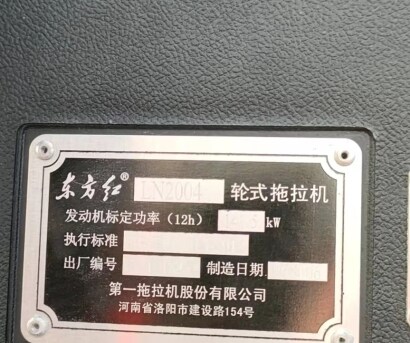 东方红® LN2004 轮式拖拉机
发动机标定功率（12h） kW
执行标准
出厂编号 制造日期
第一拖拉机股份有限公司
河南省洛阳市建设路154号